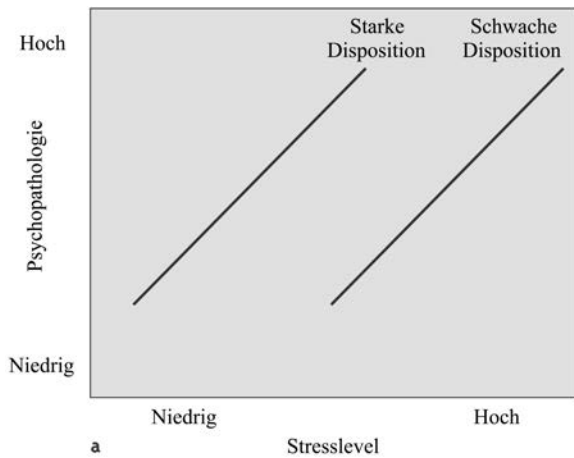 Hoch
Starke
Disposition
Schwache
Disposition
Psychopathologie
Niedrig
Niedrig
Hoch
a
Stresslevel